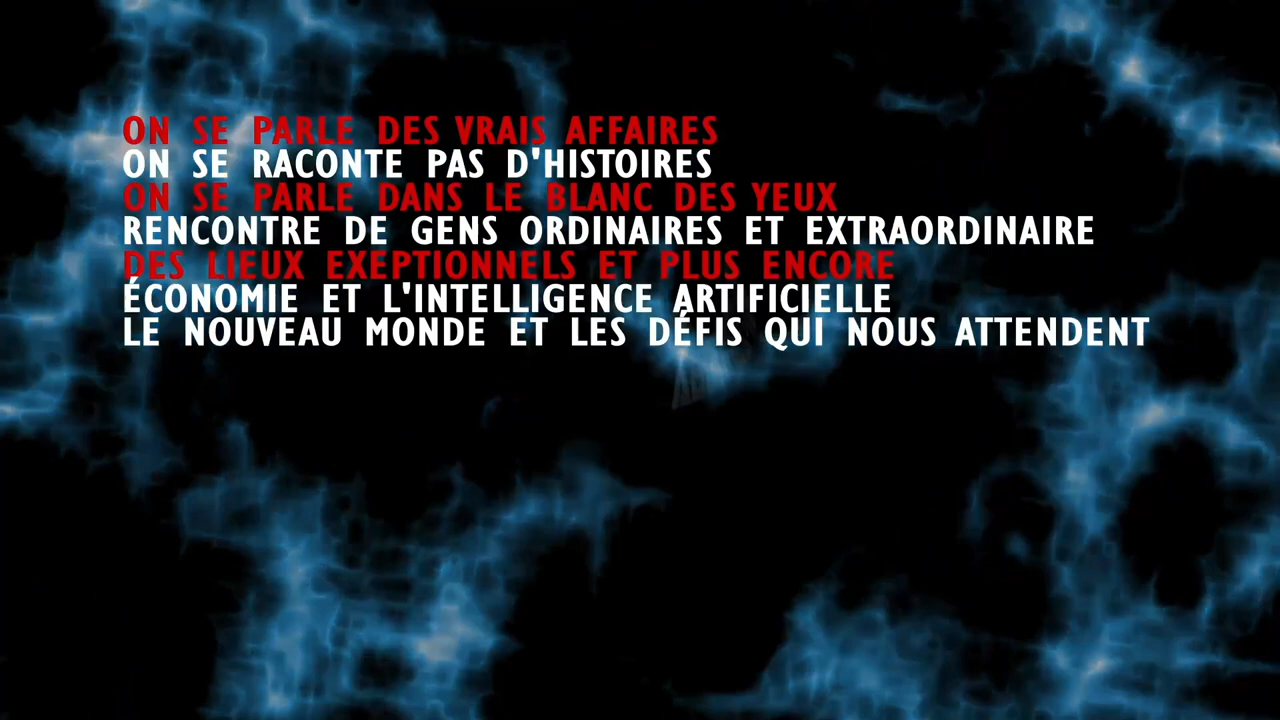 ON SE PARLE DES VRAIS AFFAIRES
ON SE RACONTE PAS D'HISTOIRES
ON SE PARLE DANS LE BLANC DES YEUX
RENCONTRE DE GENS ORDINAIRES ET EXTRAORDINAIRE
DES LIEUX EXEPTIONNELS ET PLUS ENCORE
ÉCONOMIE ET L'INTELLIGENCE ARTIFICIELLE
LE NOUVEAU MONDE ET LES DÉFIS QUI NOUS ATTENDENT